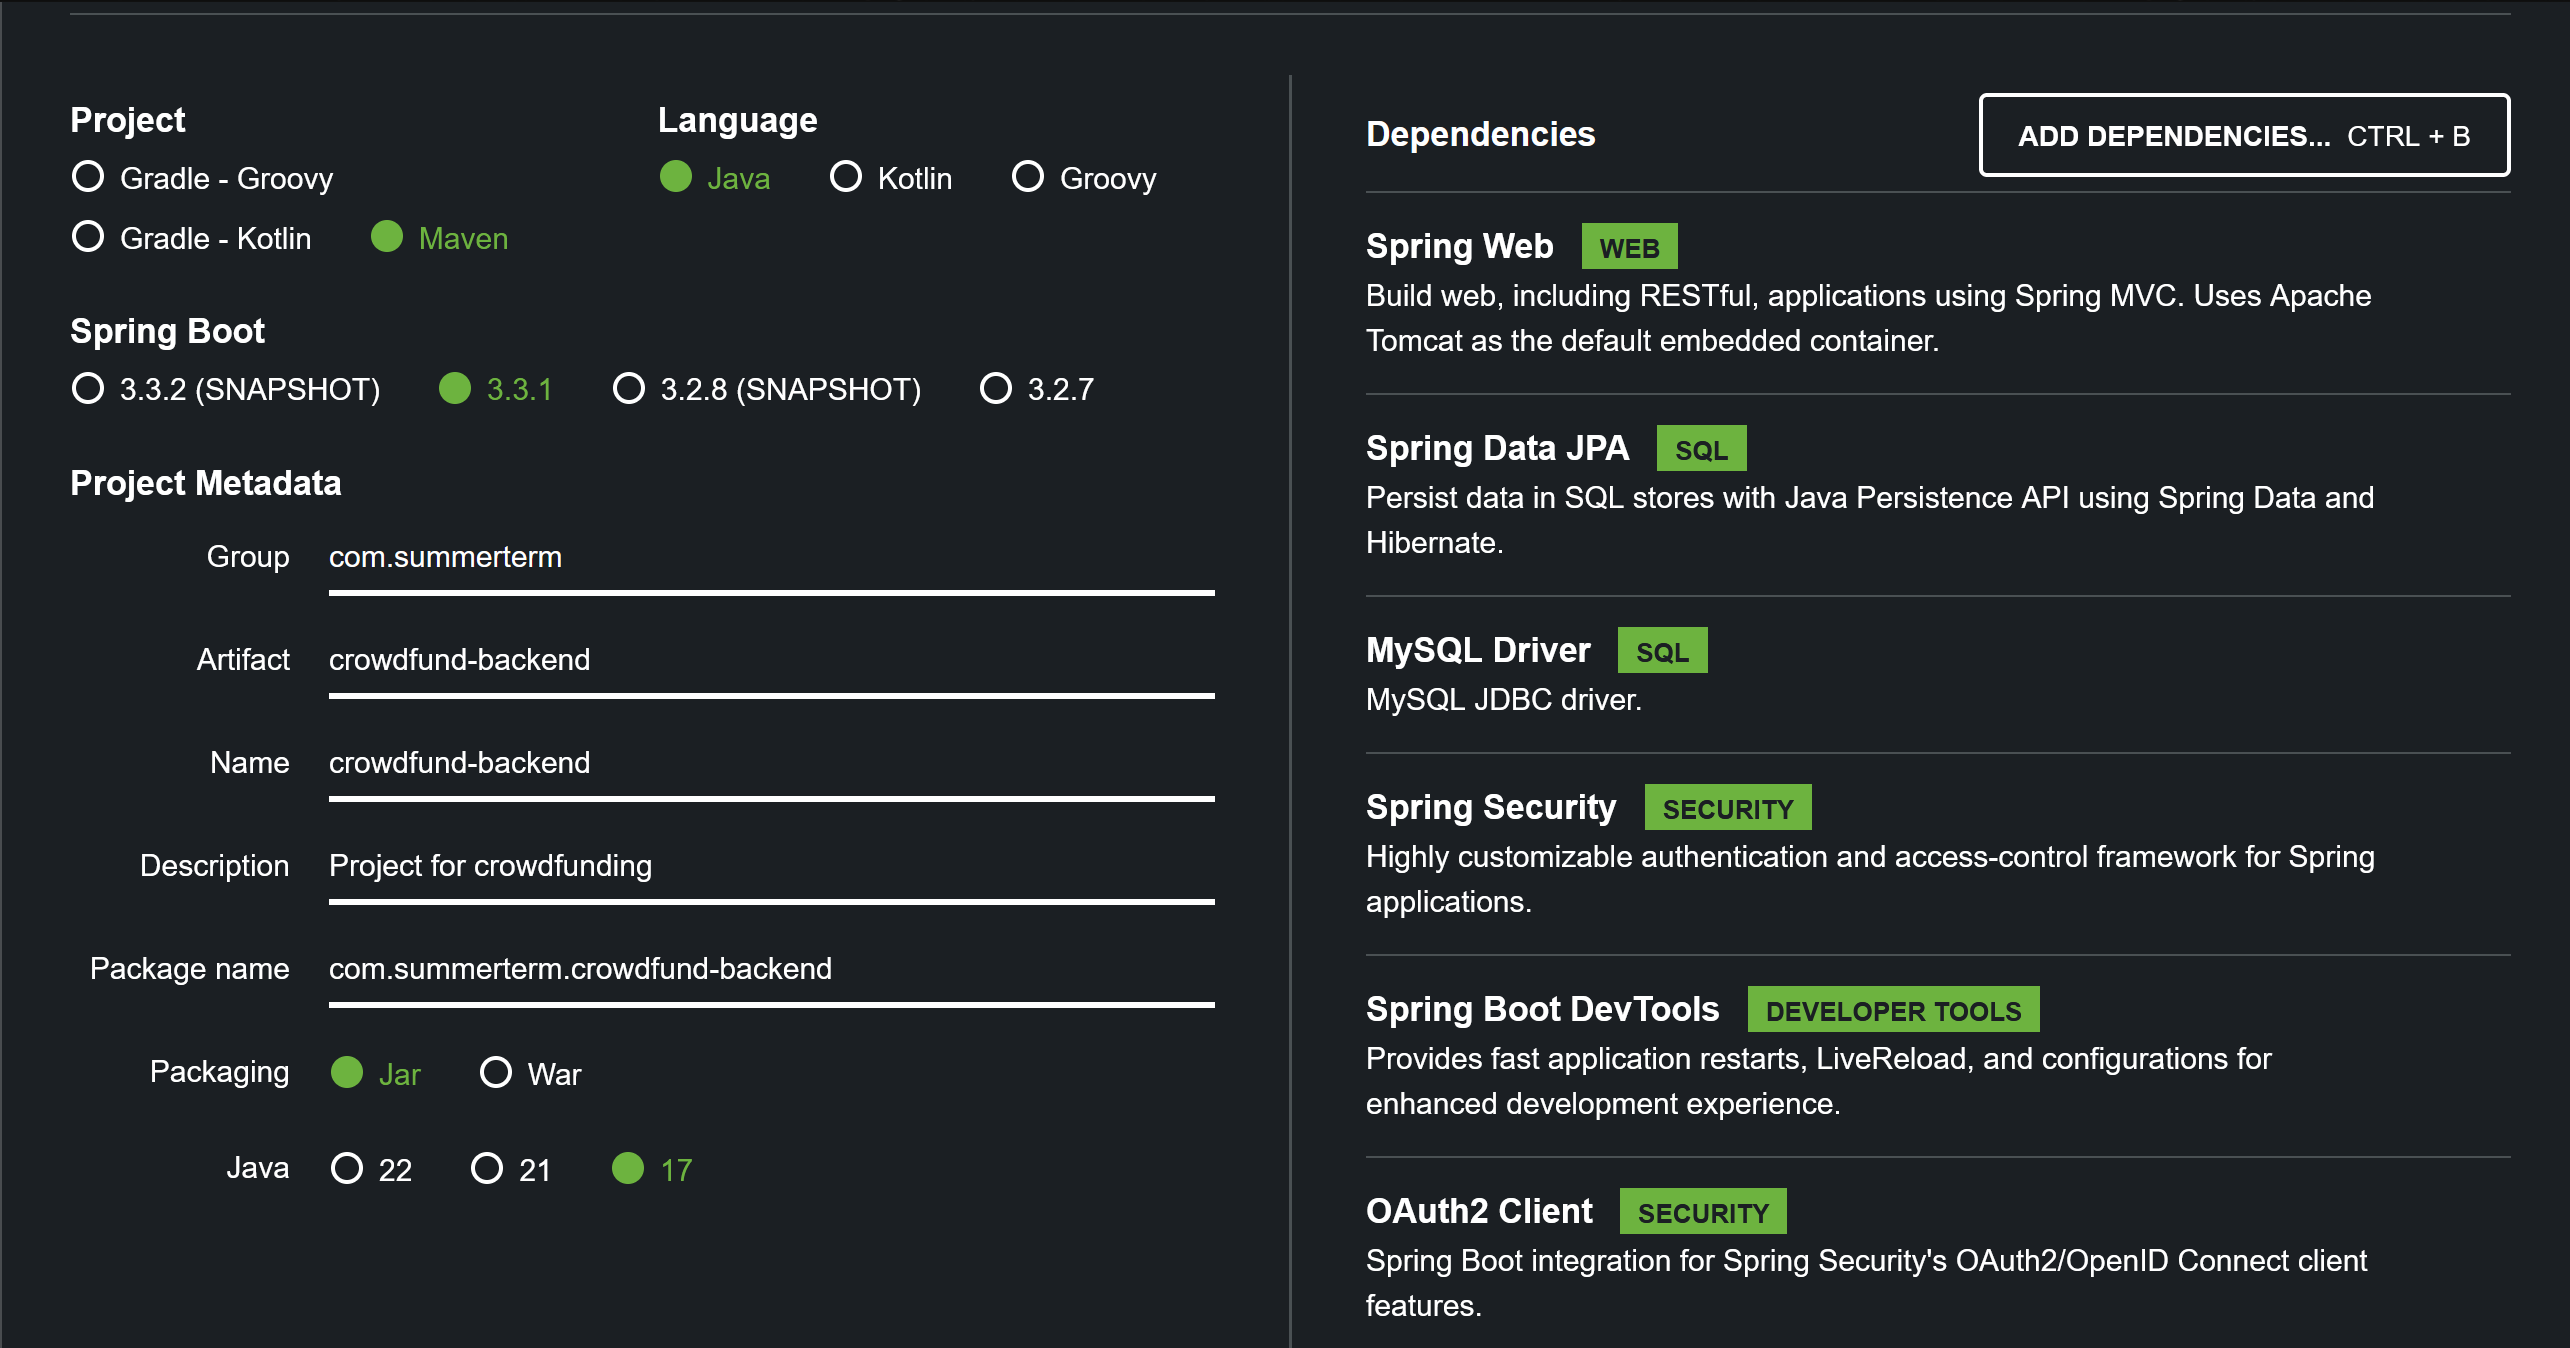 Project
Gradle - Groovy
Gradle - Kotlin Maven
Language
Java Kotlin Groovy
Spring Boot
3.3.2 (SNAPSHOT) 3.3.1 3.2.8 (SNAPSHOT) 3.2.7
Project Metadata
Group com.summerterm
Artifact crowdfund-backend
Name crowdfund-backend
Description Project for crowdfunding
Package name com.summerterm.crowdfund-backend
Packaging Jar War
Java 22 21 17
Dependencies ADD DEPENDENCIES... CTRL + B
Spring Web WEB
Build web, including RESTful, applications using Spring MVC. Uses Apache
Tomcat as the default embedded container.
Spring Data JPA SQL
Persist data in SQL stores with Java Persistence API using Spring Data and
Hibernate.
MySQL Driver SQL
MySQL JDBC driver.
Spring Security SECURITY
Highly customizable authentication and access-control framework for Spring
applications.
Spring Boot DevTools DEVELOPER TOOLS
Provides fast application restarts, LiveReload, and configurations for
enhanced development experience.
OAuth2 Client SECURITY
Spring Boot integration for Spring Security's OAuth2/OpenID Connect client
features.